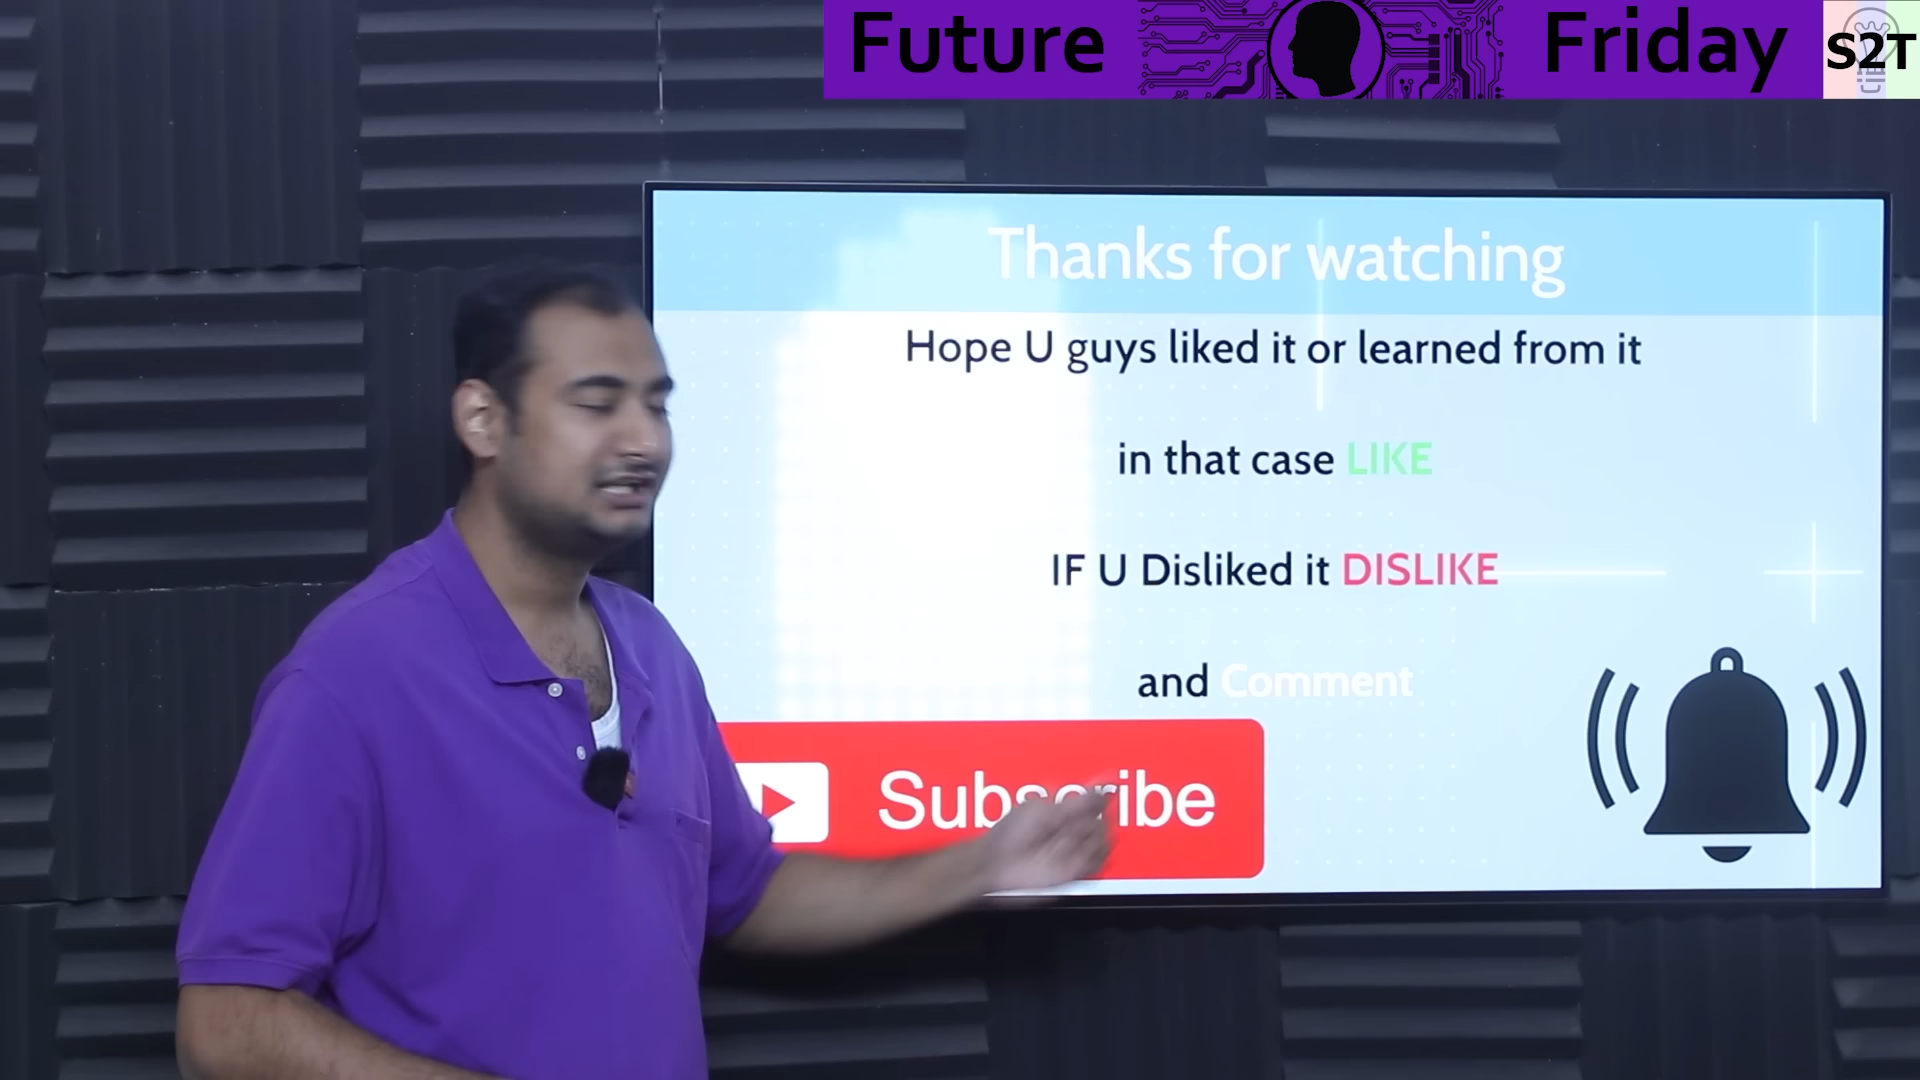 Future Friday S2T
Thanks for watching
Hope U guys liked it or learned from it
in that case LIKE
IF U Disliked it DISLIKE
and Comment
Subscribe